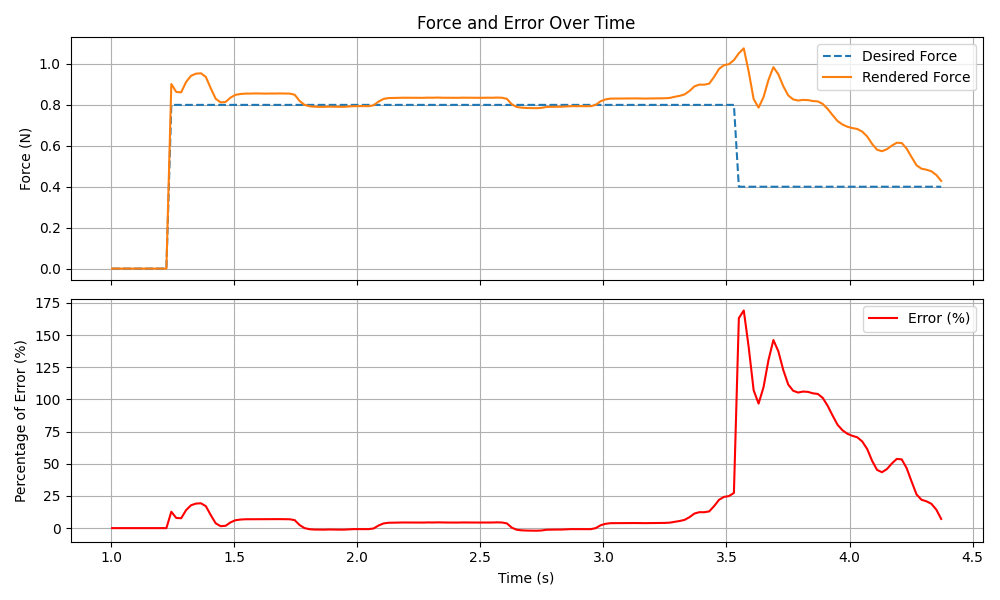 Force and Error Over Time
Force (N)
1.0
0.8
0.6
0.4
0.2
0.0
Desired Force
Rendered Force
Percentage of Error (%)
175
150
125
100
75
50
25
0
Error (%)
1.0 1.5 2.0 2.5 3.0 3.5 4.0 4.5
Time (s)